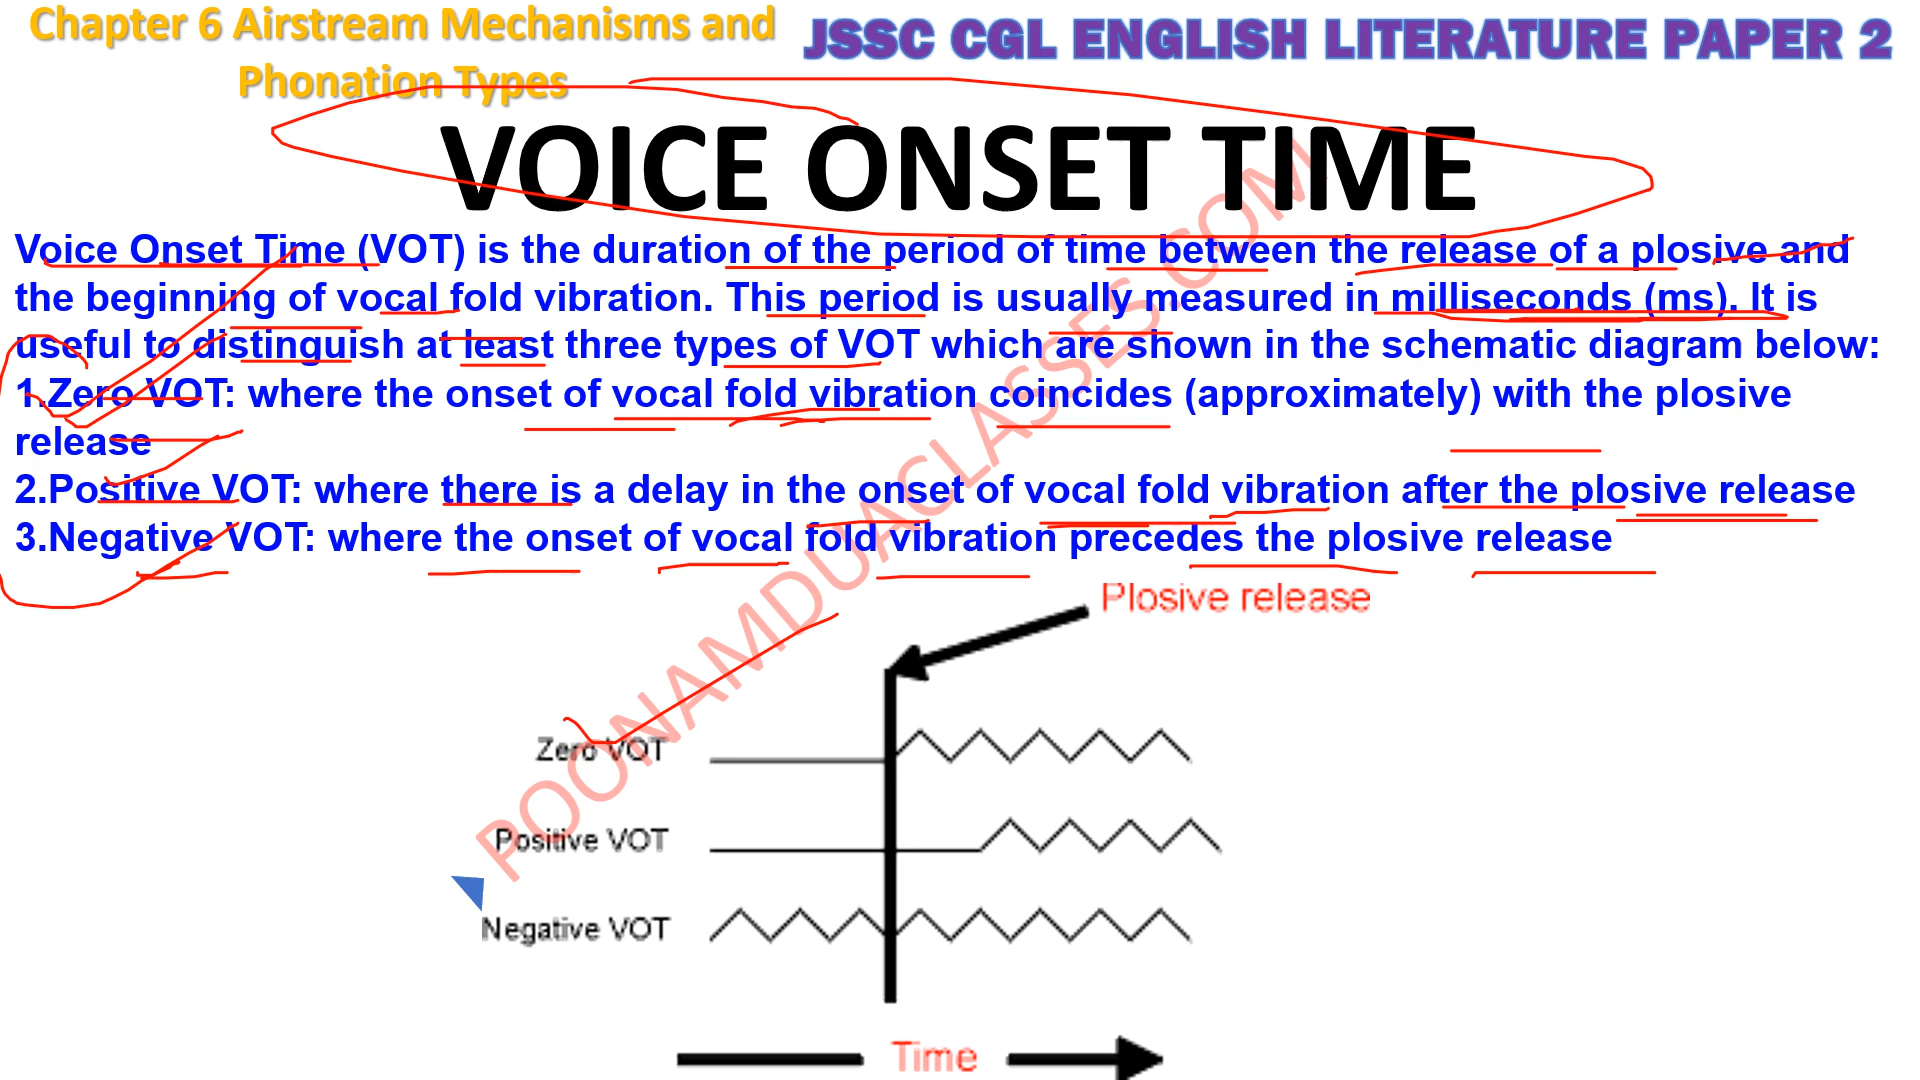 Chapter 6 Airstream Mechanisms and
Phonation Types
JSSC CGL ENGLISH LITERATURE PAPER 2
VOICE ONSET TIME
Voice Onset Time (VOT) is the duration of the period of time between the release of a plosive and
the beginning of vocal fold vibration. This period is usually measured in milliseconds (ms). It is
useful to distinguish at least three types of VOT which are shown in the schematic diagram below:
1.Zero VOT: where the onset of vocal fold vibration coincides (approximately) with the plosive
release
2.Positive VOT: where there is a delay in the onset of vocal fold vibration after the plosive release
3.Negative VOT: where the onset of vocal fold vibration precedes the plosive release
Plosive release
Zero VOT
Positive VOT
Negative VOT
Time
POONAMDUACLASSES.COM